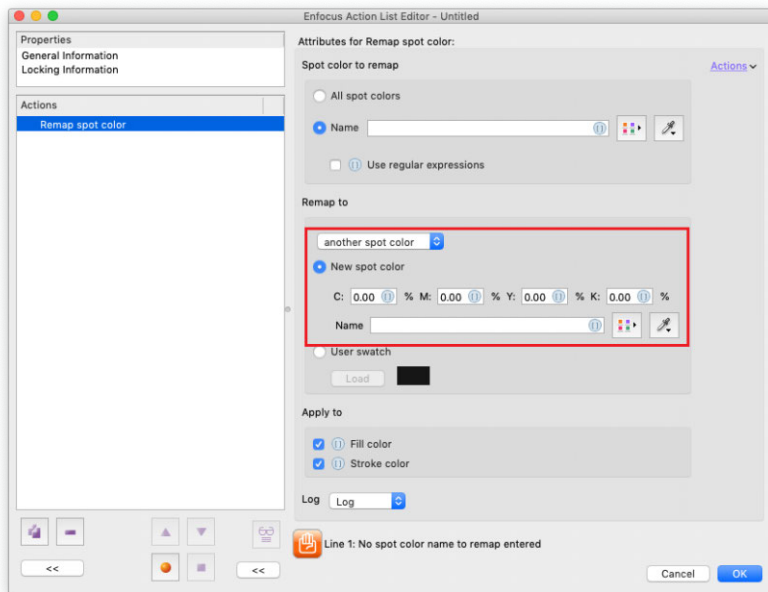 Enfocus Action List Editor - Untitled
Properties
General Information
Locking Information
Actions
Remap spot color
<<
<<
Attributes for Remap spot color:
Spot color to remap
Actions
All spot colors
Name
Use regular expressions
Remap to
another spot color
New spot color
C: 0.00 % M: 0.00 % Y: 0.00 % K: 0.00 %
Name
User swatch
Load
Apply to
Fill color
Stroke color
Log Log
Line 1: No spot color name to remap entered
Cancel OK